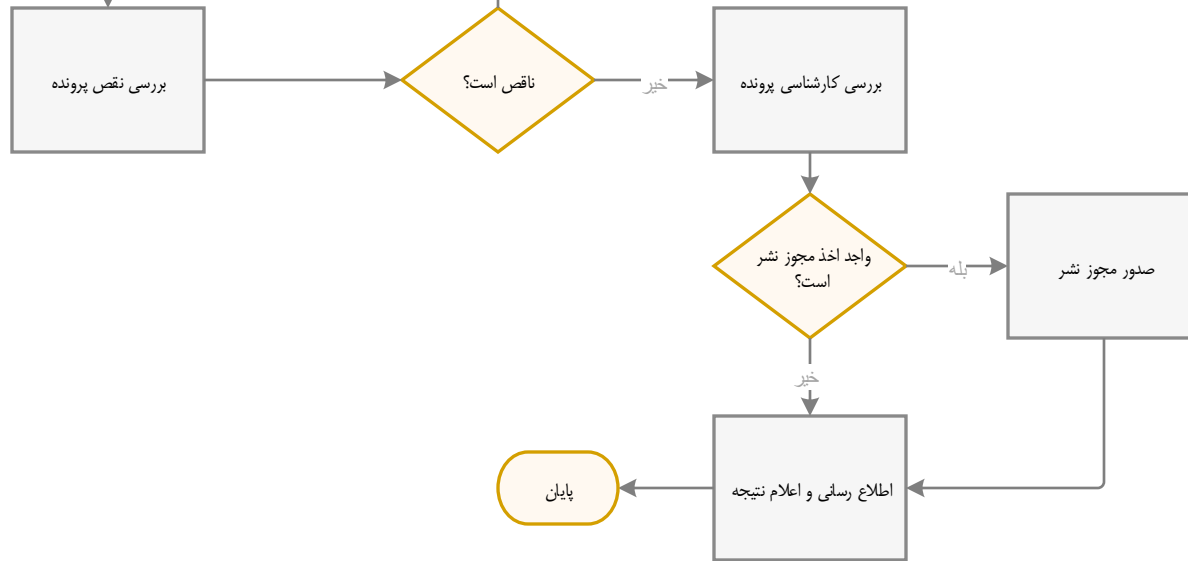 بررسی نقص پرونده
ناقص است؟
خیر
بررسی کارشناسی پرونده
واجد اخذ مجوز نشر
است؟
بله
صدور مجوز نشر
خیر
اطلاع رسانی و اعلام نتیجه
پایان